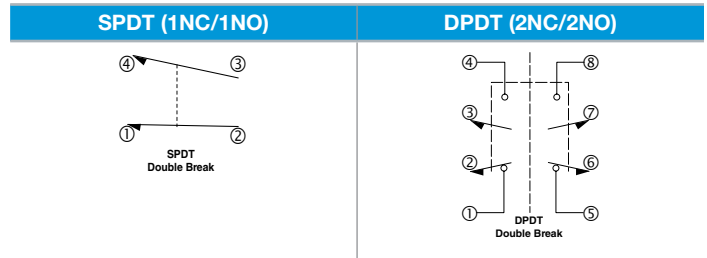 SPDT (1NC/1NO)
DPDT (2NC/2NO)
④ ③
① ②
SPDT
Double Break
④ ⑧
③ ⑦
② ⑥
① ⑤
DPDT
Double Break